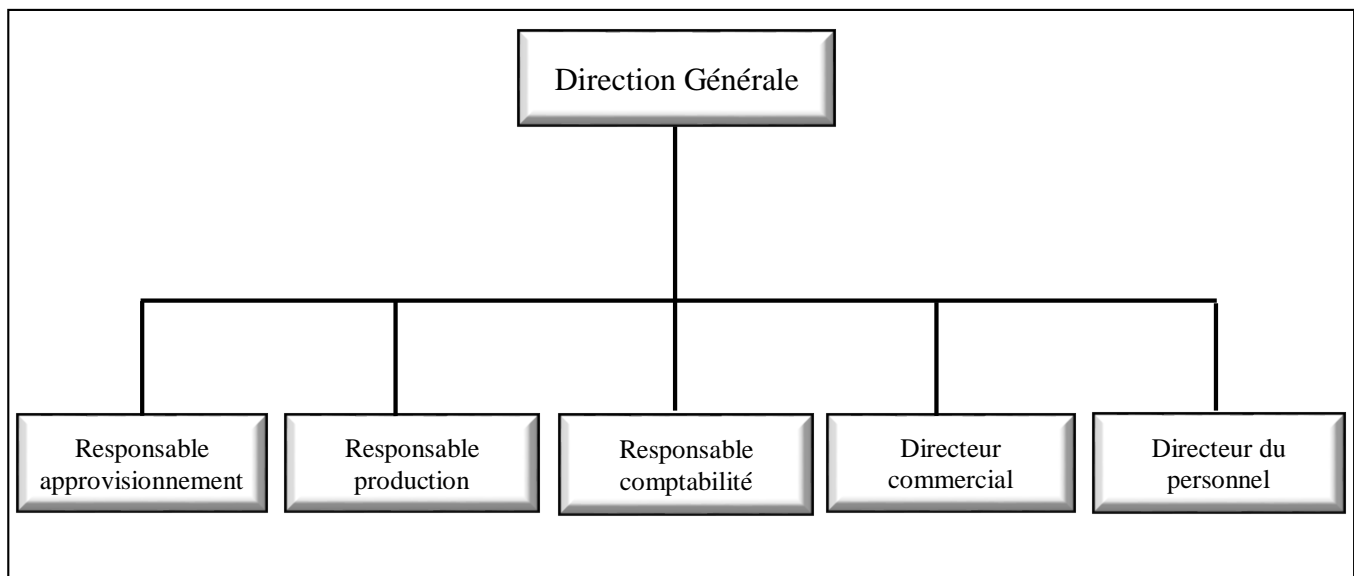 Direction Générale
Responsable
approvisionnement
Responsable
production
Responsable
comptabilité
Directeur
commercial
Directeur du
personnel